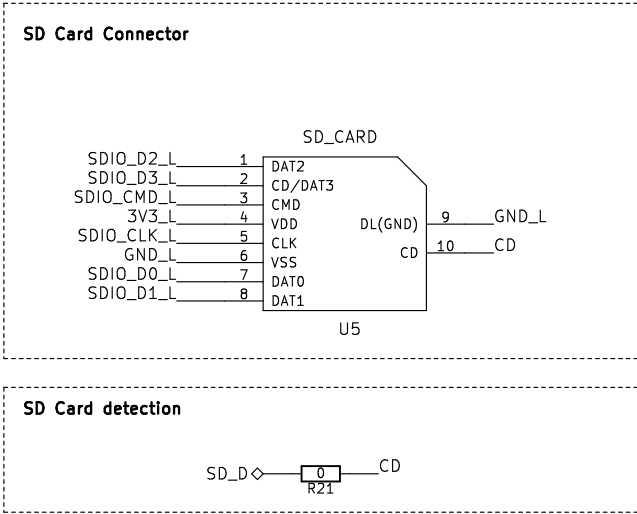 SD Card Connector
SD_CARD
SDIO_D2_L 1 DAT2
SDIO_D3_L 2 CD/DAT3
SDIO_CMD_L 3 CMD
3V3_L 4 VDD DL(GND) 9 GND_L
SDIO_CLK_L 5 CLK CD 10 CD
GND_L 6 VSS
SDIO_D0_L 7 DAT0
SDIO_D1_L 8 DAT1
U5
SD Card detection
SD_D 0 CD
R21